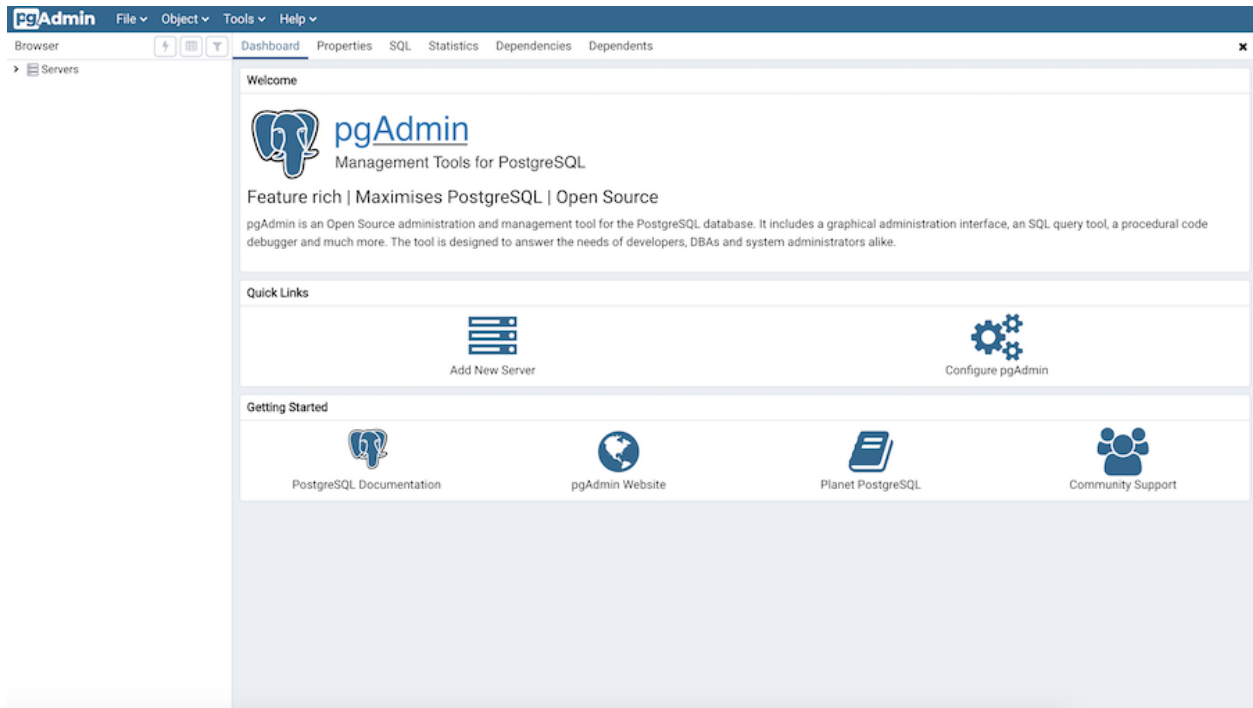 pgAdmin File Object Tools Help
Browser Dashboard Properties SQL Statistics Dependencies Dependents
Servers
Welcome
pgAdmin
Management Tools for PostgreSQL
Feature rich | Maximises PostgreSQL | Open Source
pgAdmin is an Open Source administration and management tool for the PostgreSQL database. It includes a graphical administration interface, an SQL query tool, a procedural code
debugger and much more. The tool is designed to answer the needs of developers, DBAs and system administrators alike.
Quick Links
Add New Server Configure pgAdmin
Getting Started
PostgreSQL Documentation pgAdmin Website Planet PostgreSQL Community Support